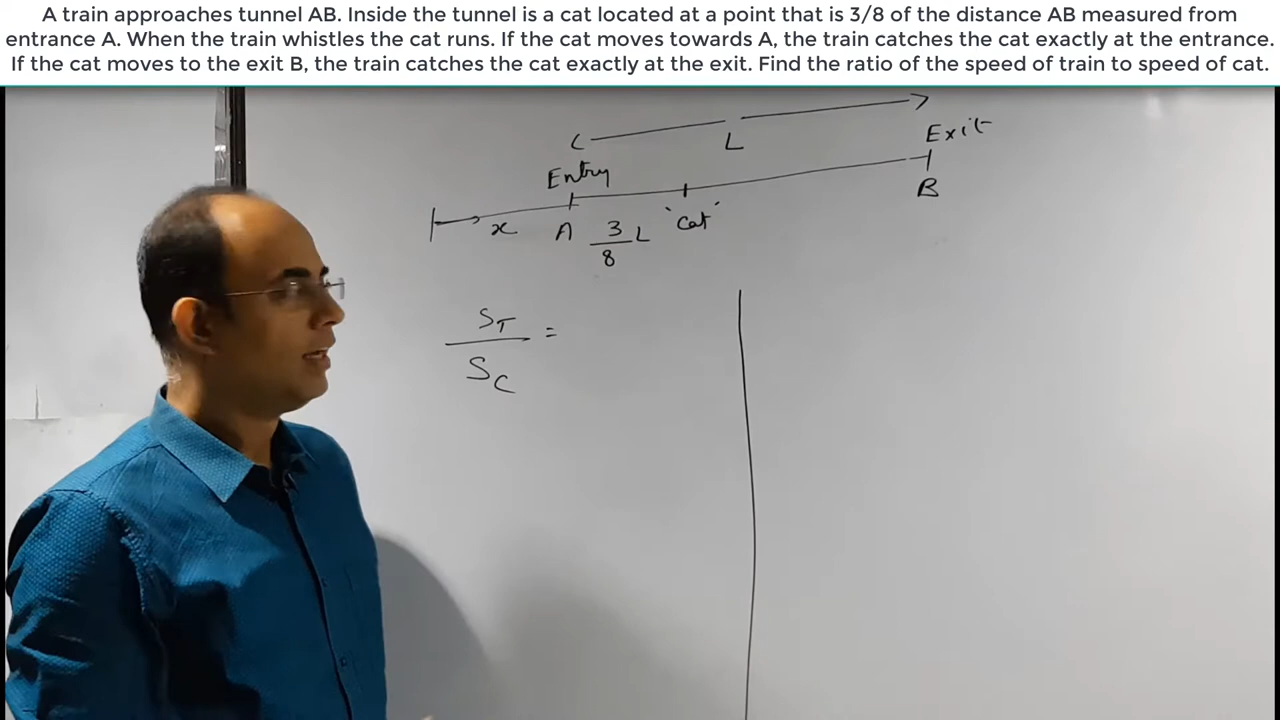 A train approaches tunnel AB. Inside the tunnel is a cat located at a point that is 3/8 of the distance AB measured from
entrance A. When the train whistles the cat runs. If the cat moves towards A, the train catches the cat exactly at the entrance.
If the cat moves to the exit B, the train catches the cat exactly at the exit. Find the ratio of the speed of train to speed of cat.
L
Exit
Entry
B
x A 3/8 L 'Cat'
S_T / S_C =